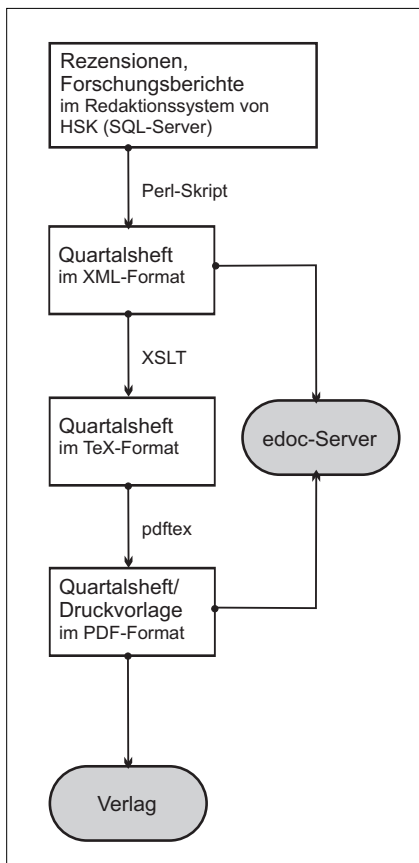 Rezensionen,
Forschungsberichte
im Redaktionssystem von
HSK (SQL-Server)
Perl-Skript
Quartalsheft
im XML-Format
XSLT
Quartalsheft
im TeX-Format
edoc-Server
pdftex
Quartalsheft/
Druckvorlage
im PDF-Format
Verlag